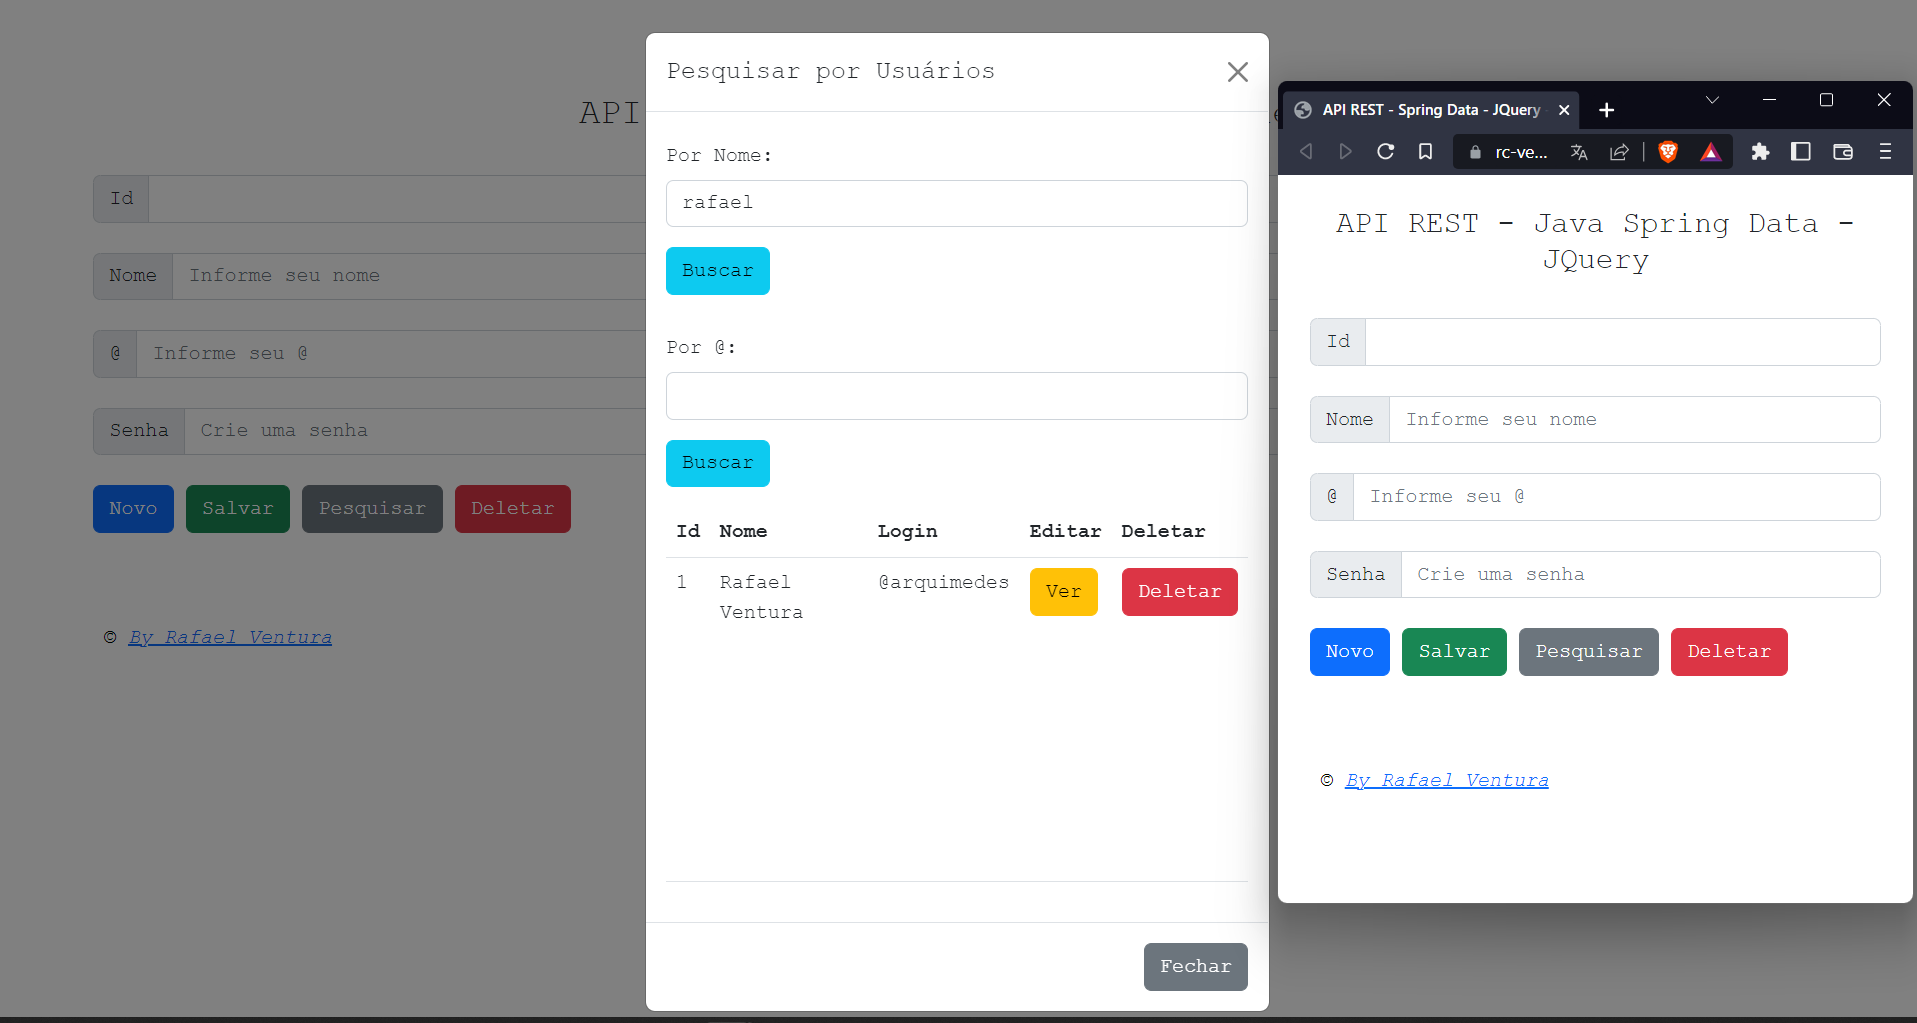 API
Id
Nome Informe seu nome
@ Informe seu @
Senha Crie uma senha
Novo Salvar Pesquisar Deletar
© By Rafael Ventura
Pesquisar por Usuários
Por Nome:
rafael
Buscar
Por @:
Buscar
Id Nome Login Editar Deletar
1 Rafael Ventura @arquimedes Ver Deletar
Fechar
API REST - Spring Data - JQuery
rc-ve...
API REST - Java Spring Data -
JQuery
Id
Nome Informe seu nome
@ Informe seu @
Senha Crie uma senha
Novo Salvar Pesquisar Deletar
© By Rafael Ventura